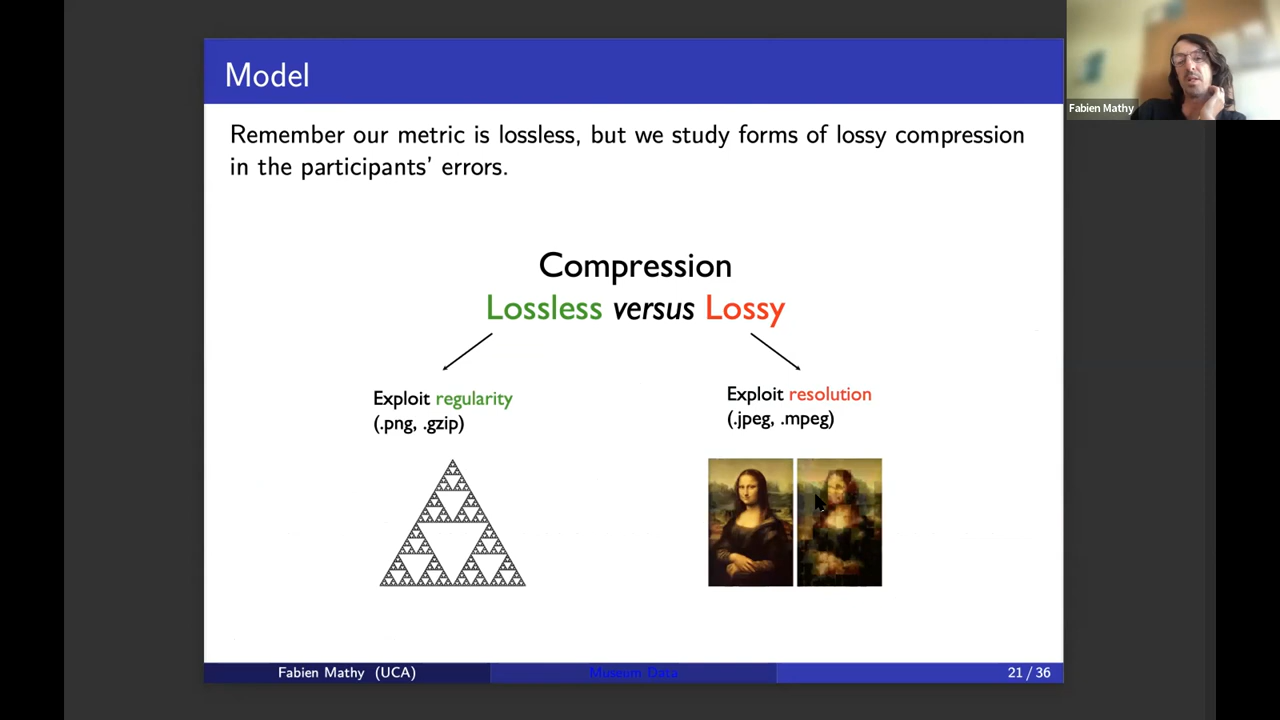 Model
Fabien Mathy
Remember our metric is lossless, but we study forms of lossy compression
in the participants' errors.
Compression
Lossless versus Lossy
Exploit regularity
(.png, .gzip)
Exploit resolution
(.jpeg, .mpeg)
Fabien Mathy (UCA)
Museum Data
21 / 36